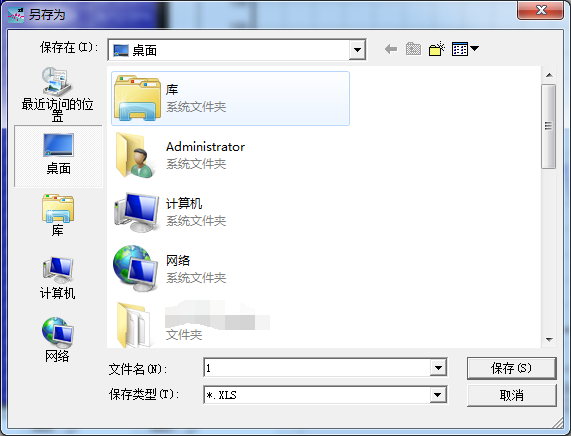 另存为
保存在(I):
桌面
最近访问的位
置
桌面
库
计算机
网络
库
系统文件夹
Administrator
系统文件夹
计算机
系统文件夹
网络
系统文件夹
文件夹
文件名(N):
1
保存(S)
保存类型(T):
*.XLS
取消